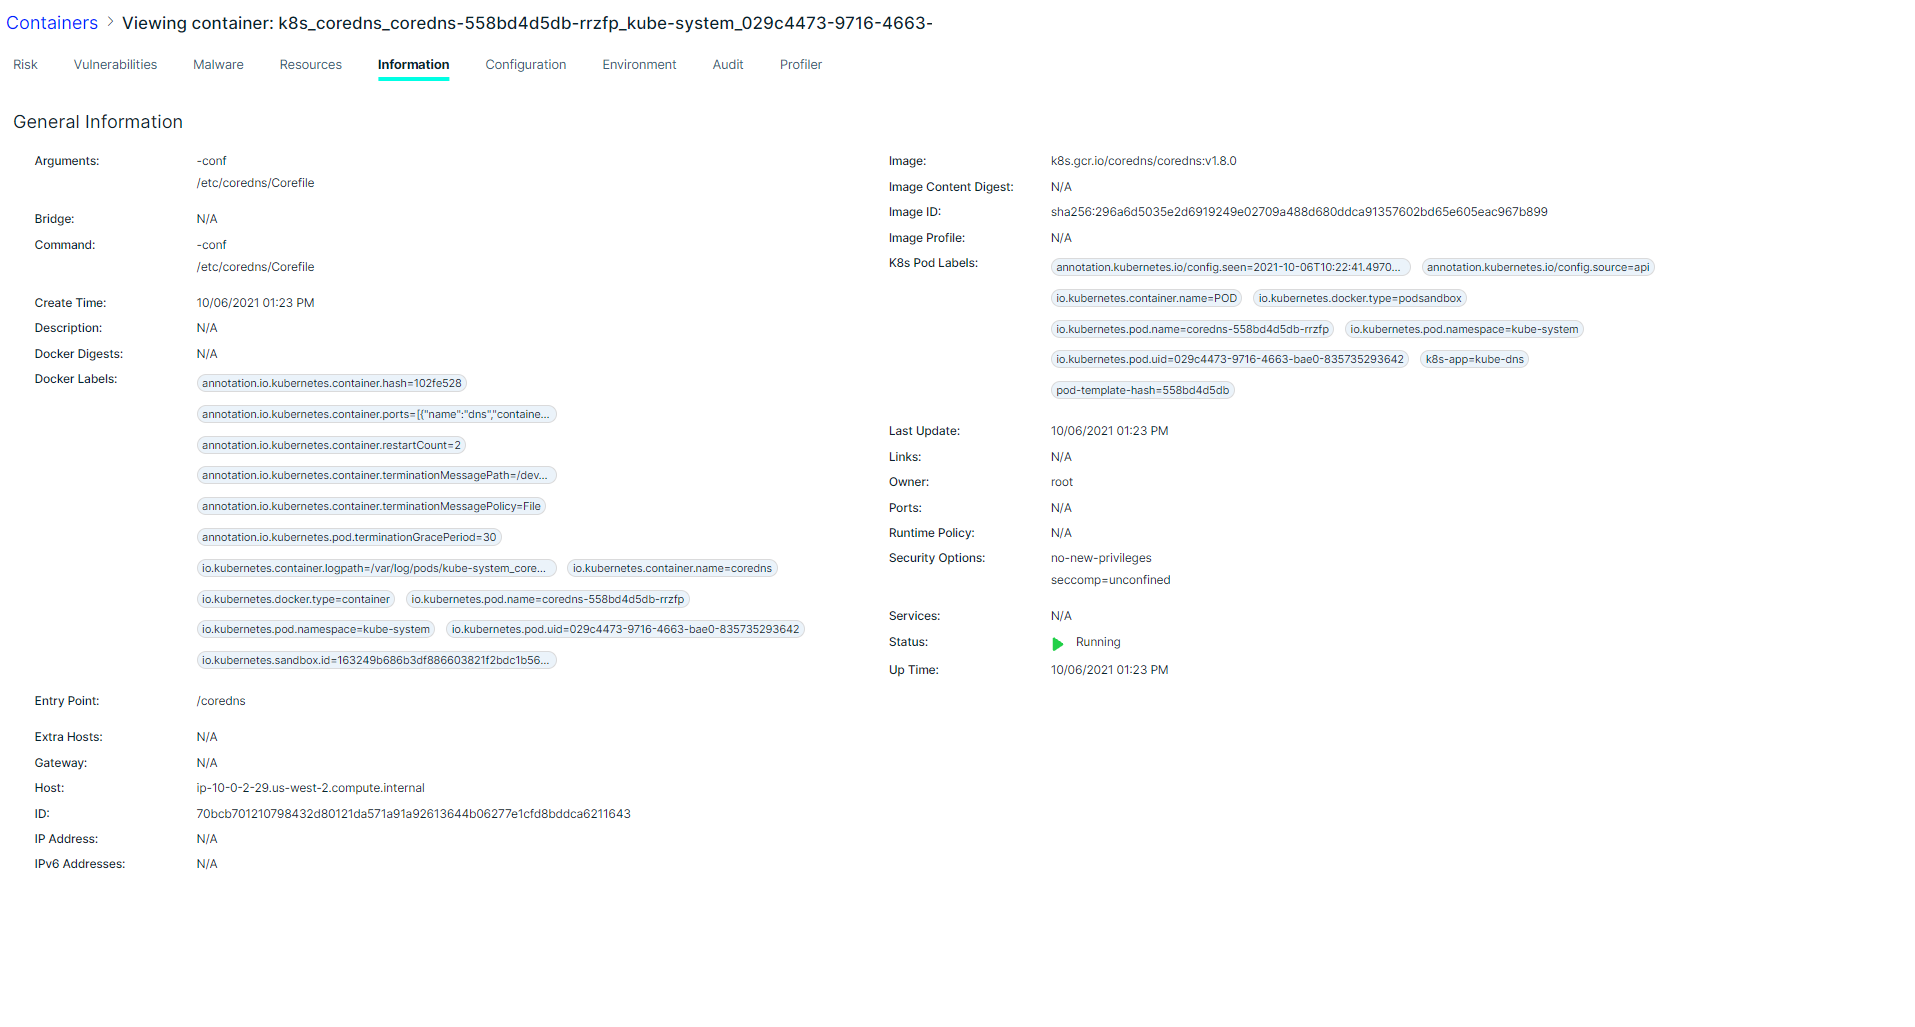 Containers > Viewing container: k8s_coredns_coredns-558bd4d5db-rrzfp_kube-system_029c4473-9716-4663-
Risk Vulnerabilities Malware Resources Information Configuration Environment Audit Profiler
General Information
Arguments: -conf
/etc/coredns/Corefile
Bridge: N/A
Command: -conf
/etc/coredns/Corefile
Create Time: 10/06/2021 01:23 PM
Description: N/A
Docker Digests: N/A
Docker Labels: annotation.io.kubernetes.container.hash=102fe528
annotation.io.kubernetes.container.ports=[{"name":"dns","containe...
annotation.io.kubernetes.container.restartCount=2
annotation.io.kubernetes.container.terminationMessagePath=/dev...
annotation.io.kubernetes.container.terminationMessagePolicy=File
annotation.io.kubernetes.pod.terminationGracePeriod=30
io.kubernetes.container.logpath=/var/log/pods/kube-system_core... io.kubernetes.container.name=coredns
io.kubernetes.docker.type=container io.kubernetes.pod.name=coredns-558bd4d5db-rrzfp
io.kubernetes.pod.namespace=kube-system io.kubernetes.pod.uid=029c4473-9716-4663-bae0-835735293642
io.kubernetes.sandbox.id=163249b686b3df886603821f2bdc1b56...
Entry Point: /coredns
Extra Hosts: N/A
Gateway: N/A
Host: ip-10-0-2-29.us-west-2.compute.internal
ID: 70bcb701210798432d80121da571a91a92613644b06277e1cfd8bddca6211643
IP Address: N/A
IPv6 Addresses: N/A
Image: k8s.gcr.io/coredns/coredns:v1.8.0
Image Content Digest: N/A
Image ID: sha256:296a6d5035e2d6919249e02709a488d680ddca91357602bd65e605eac967b899
Image Profile: N/A
K8s Pod Labels: annotation.kubernetes.io/config.seen=2021-10-06T10:22:41.4970... annotation.kubernetes.io/config.source=api
io.kubernetes.container.name=POD io.kubernetes.docker.type=podsandbox
io.kubernetes.pod.name=coredns-558bd4d5db-rrzfp io.kubernetes.pod.namespace=kube-system
io.kubernetes.pod.uid=029c4473-9716-4663-bae0-835735293642 k8s-app=kube-dns
pod-template-hash=558bd4d5db
Last Update: 10/06/2021 01:23 PM
Links: N/A
Owner: root
Ports: N/A
Runtime Policy: N/A
Security Options: no-new-privileges
seccomp=unconfined
Services: N/A
Status: Running
Up Time: 10/06/2021 01:23 PM